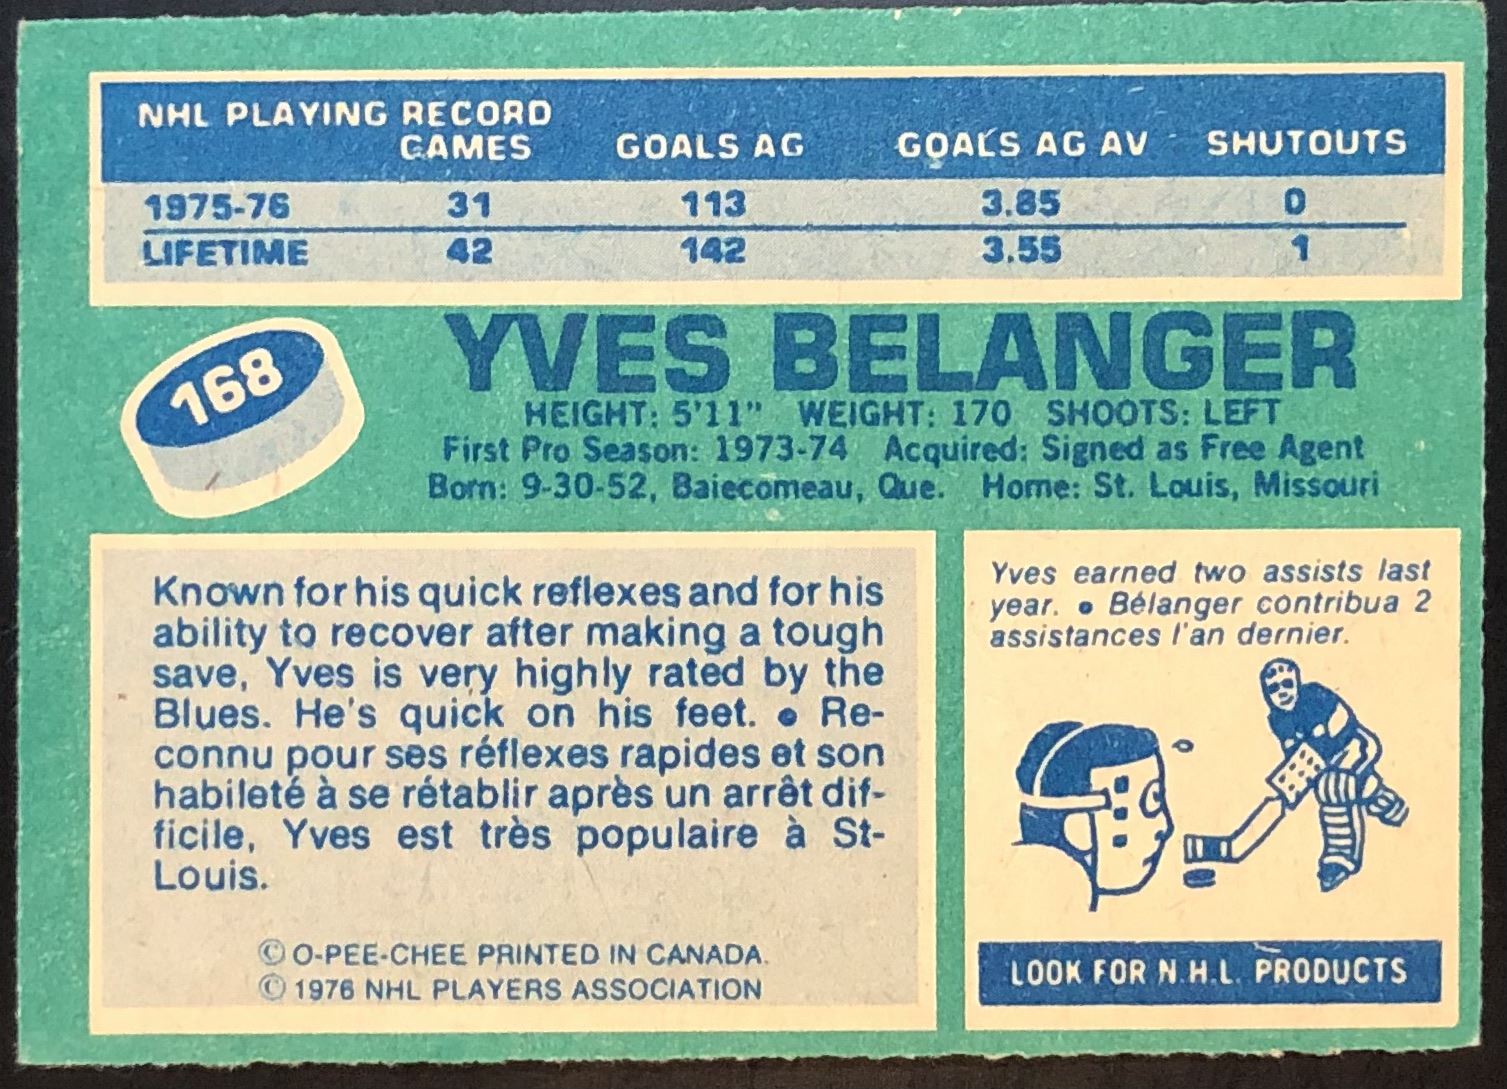 NHL PLAYING RECORD
GAMES GOALS AG GOALS AG AV SHUTOUTS
1975-76 31 113 3.85 0
LIFETIME 42 142 3.55 1
168
YVES BELANGER
HEIGHT: 5'11" WEIGHT: 170 SHOOTS: LEFT
First Pro Season: 1973-74 Acquired: Signed as Free Agent
Born: 9-30-52, Baiecomeau, Que. Home: St. Louis, Missouri
Known for his quick reflexes and for his
ability to recover after making a tough
save, Yves is very highly rated by the
Blues. He's quick on his feet. • Re-
connu pour ses réflexes rapides et son
habileté à se rétablir après un arrêt dif-
ficile, Yves est très populaire à St-
Louis.
© O-PEE-CHEE PRINTED IN CANADA.
© 1976 NHL PLAYERS ASSOCIATION
Yves earned two assists last
year. • Bélanger contribua 2
assistances l'an dernier.
LOOK FOR N.H.L. PRODUCTS